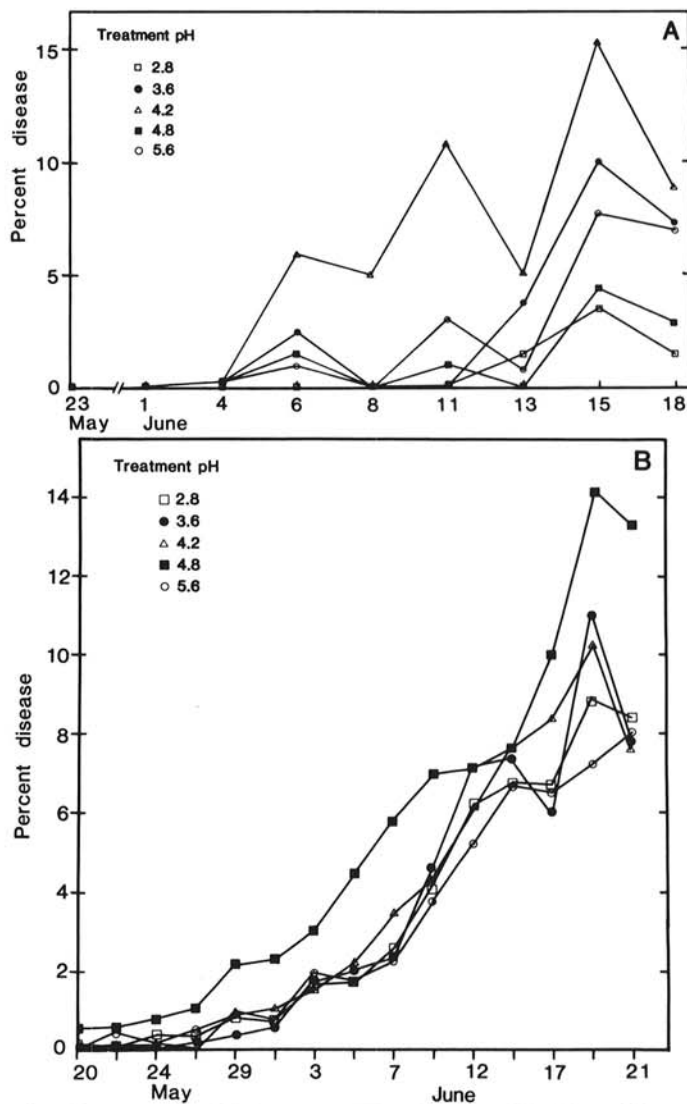 A
Treatment pH
2.8
3.6
4.2
4.8
5.6
Percent disease
15
10
5
0
23 1 4 6 8 11 13 15 18
May June
B
Treatment pH
2.8
3.6
4.2
4.8
5.6
Percent disease
14
12
10
8
6
4
2
0
20 24 29 3 7 12 17 21
May June